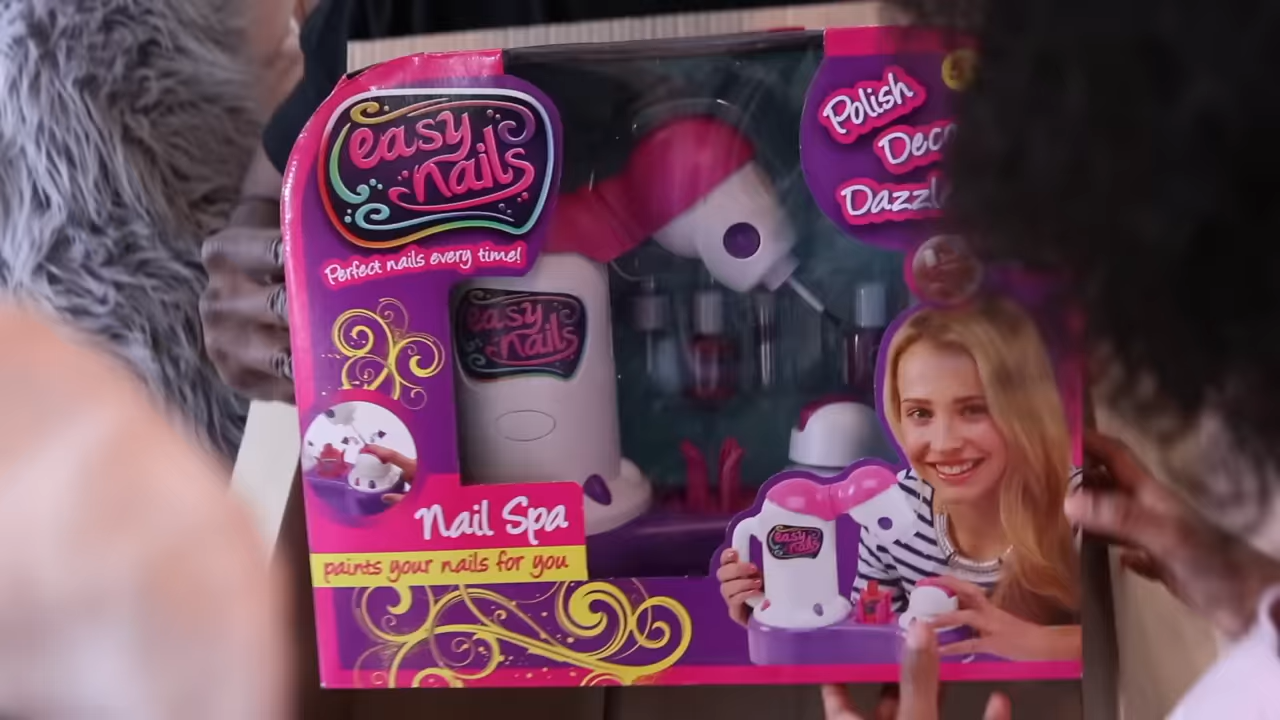 easy
nails
Perfect nails every time!
Polish
Dazzle
easy
nails
Nail Spa
paints your nails for you
easy
nails